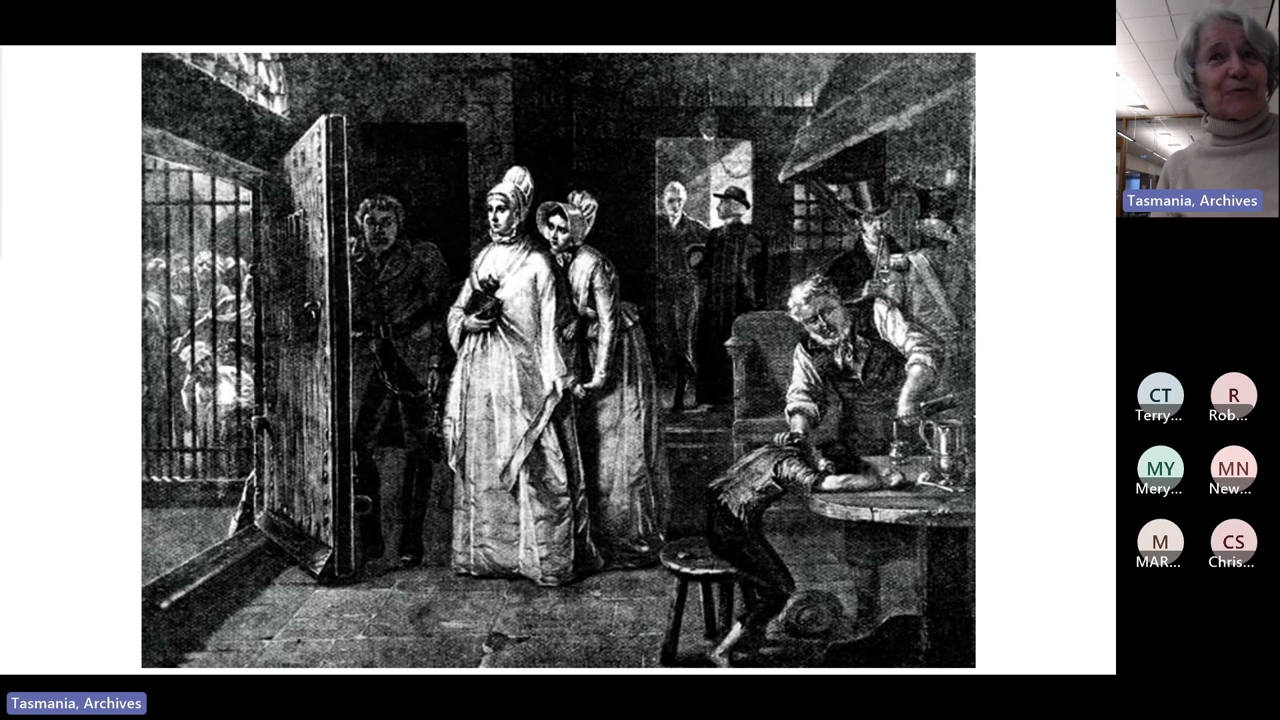 Tasmania, Archives
CT
R
Terry...
Rob...
MY
MN
Mery...
New...
M
CS
MAR...
Chris...
Tasmania, Archives